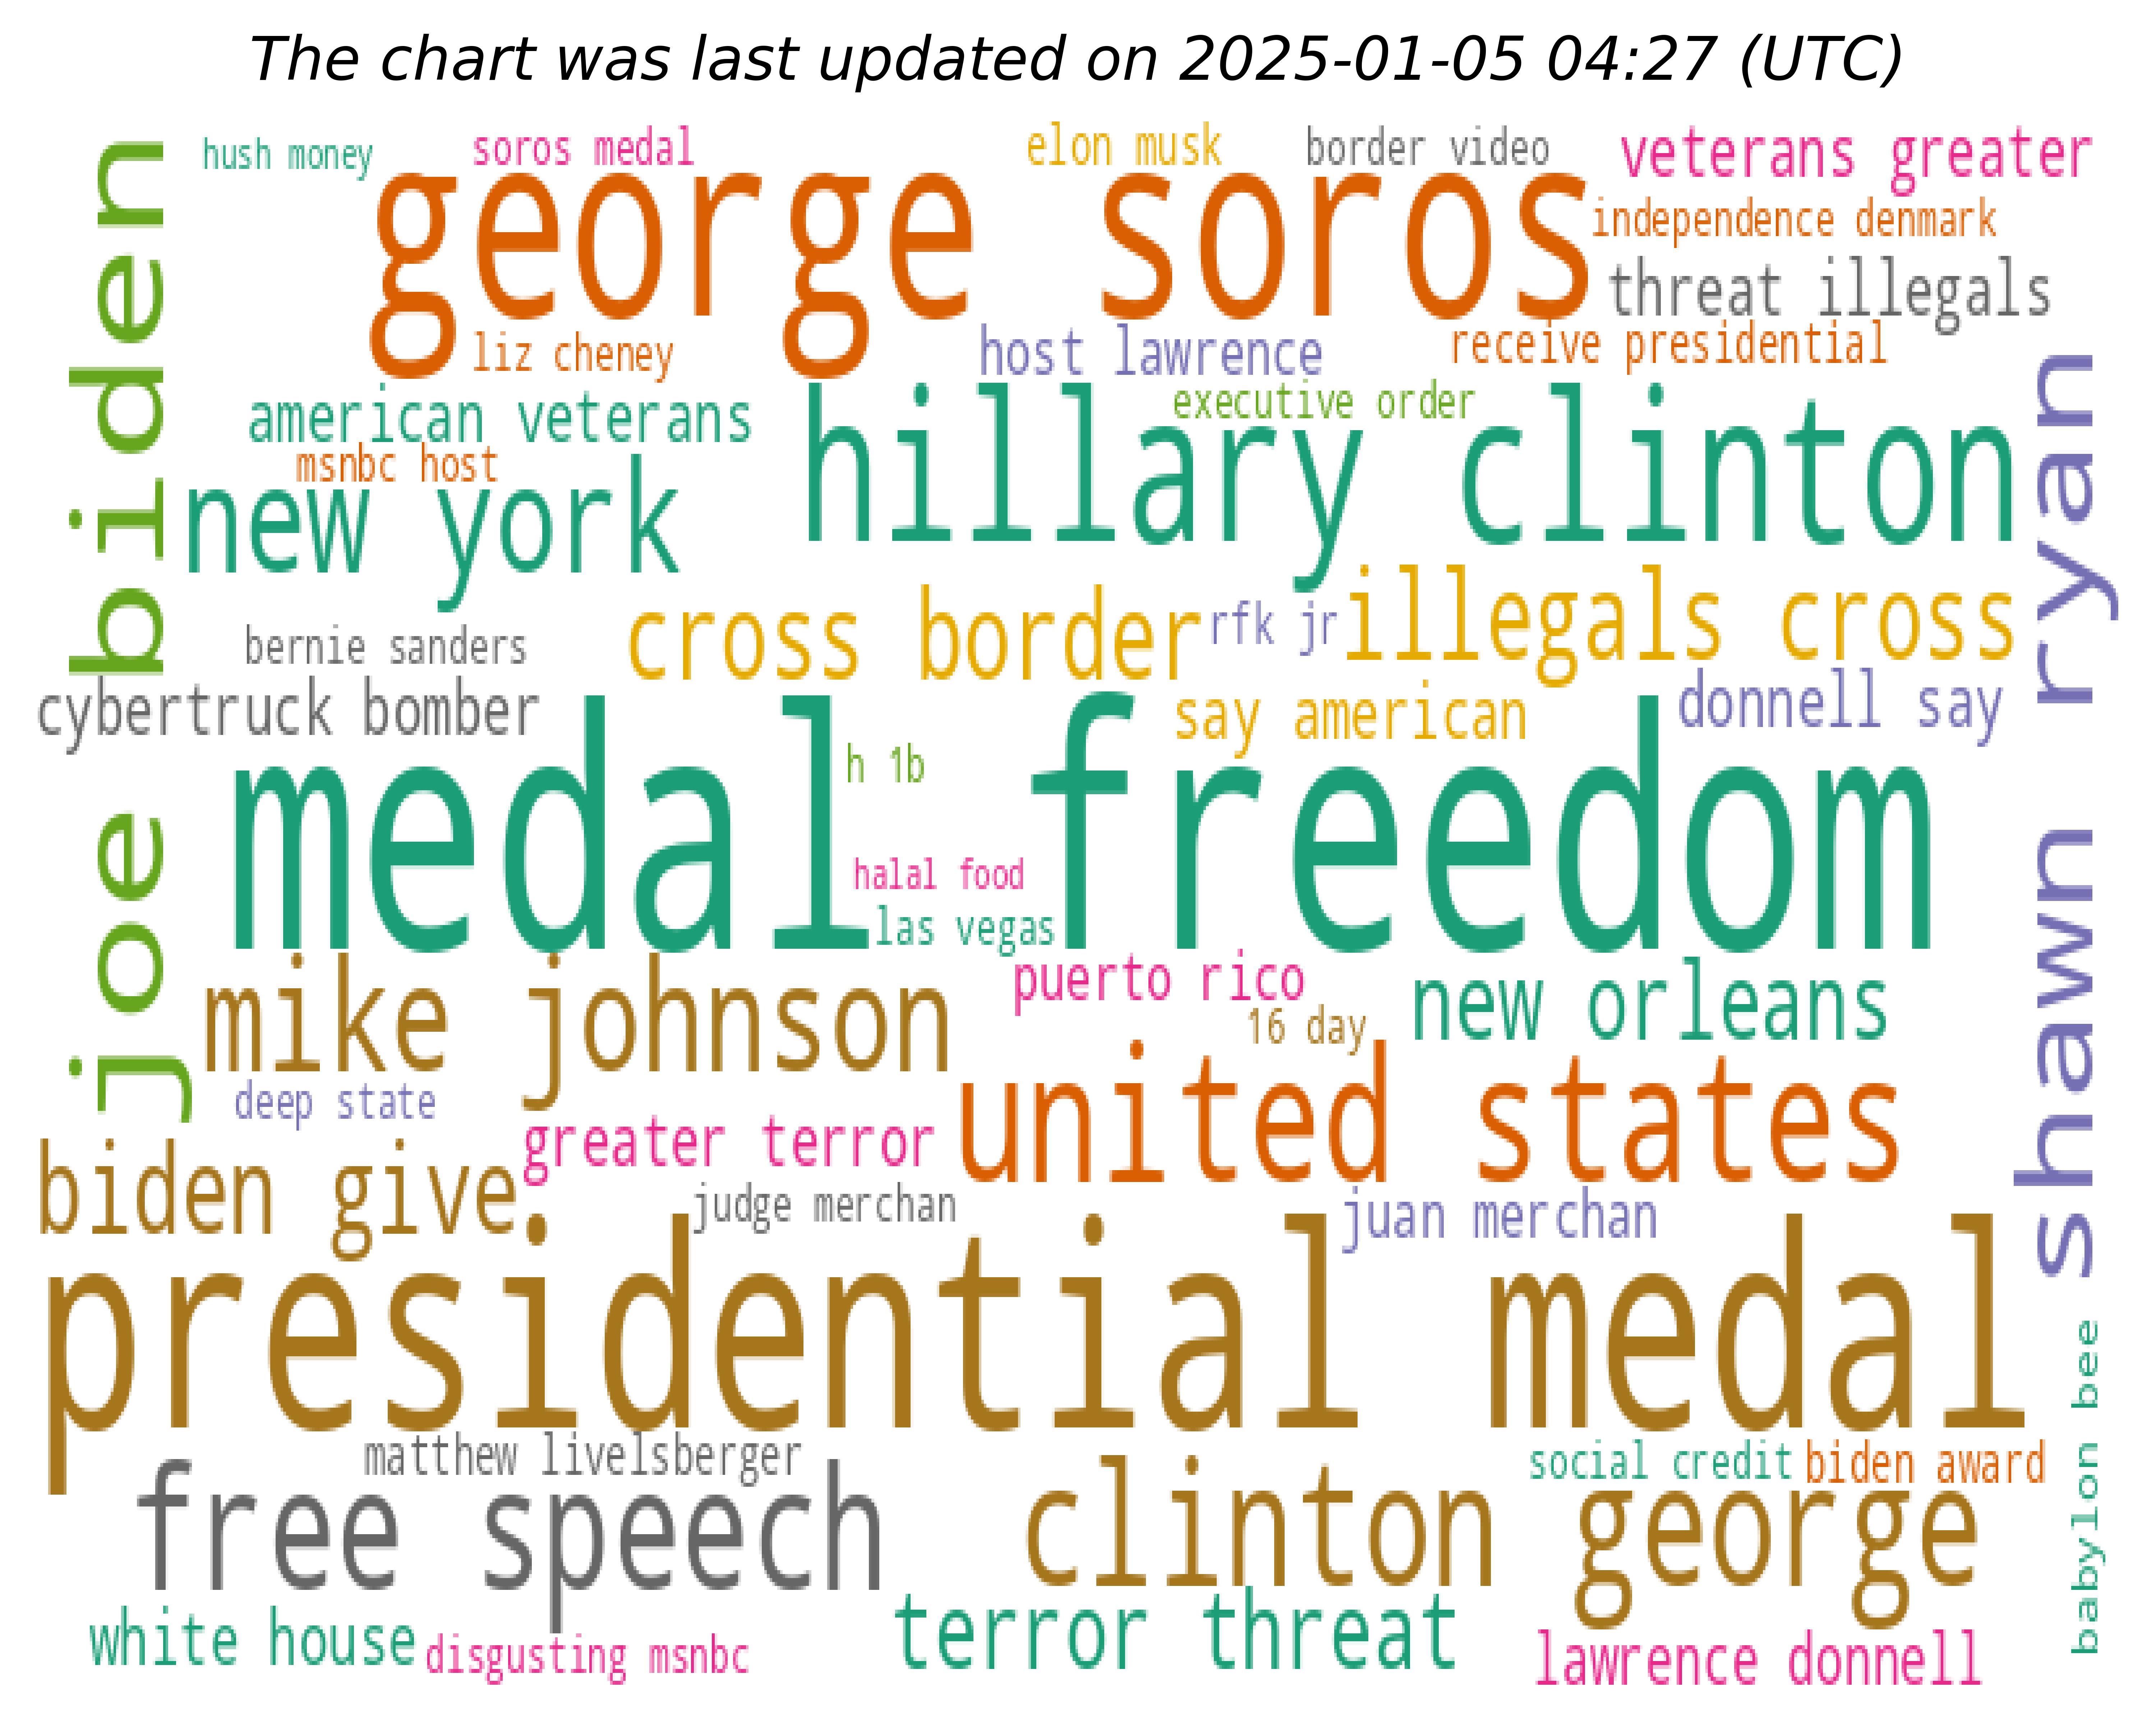 The chart was last updated on 2025-01-05 04:27 (UTC)
joe biden
hush money
soros medal
elon musk
border video
veterans greater
george soros
independence denmark
threat illegals
liz cheney
host lawrence
receive presidential
american veterans
executive order
hillary clinton
msnbc host
new york
shawn ryan
cross border
rfk jr
illegals cross
bernie sanders
cybertruck bomber
say american
donnell say
medal freedom
h 1b
halal food
las vegas
mike johnson
puerto rico
new orleans
16 day
deep state
united states
greater terror
biden give
judge merchan
juan merchan
presidential medal
babylon bee
matthew livelsberger
social credit
biden award
free speech
clinton george
white house
disgusting msnbc
terror threat
lawrence donnell